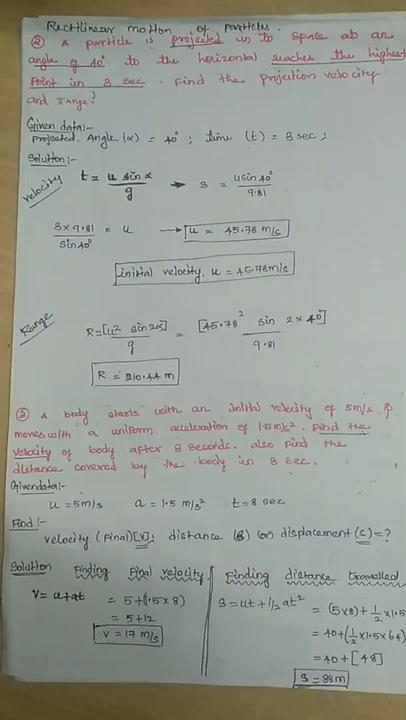 Rectilinear motion of particles.
② A particle is projected in to space at an
angle of 40° to the horizontal reaches the highest
point in 3 sec. Find the projection velocity
and range?
Given data:-
projected. Angle (α) = 40° ; time (t) = 3 sec ;
Solution :-
velocity
t = u sin α / g → 3 = u sin 40° / 9.81
3 × 9.81 / sin 40° = u → u = 45.78 m/s
initial velocity, u = 45.78 m/s
Range
R = [u² sin 2α] / g = [45.78² sin 2 × 40°] / 9.81
R = 210.44 m
② A body starts with an initial velocity of 5m/s &
moves with a uniform acceleration of 1.5 m/s². Find the
velocity of body after 8 seconds. also find the
distance covered by the body in 8 sec.
Given data:-
u = 5m/s a = 1.5 m/s² t = 8 sec
Find :-
velocity (Final)[v]; distance (s) (or) displacement (s) = ?
Solution Finding Final velocity
V = u + at = 5 + (1.5 × 8)
= 5 + 12
V = 17 m/s
Finding distance travelled
S = ut + 1/2 at² = (5×8) + 1/2 × 1.5
= 40 + (1/2 × 1.5 × 64)
= 40 + [48]
S = 88m